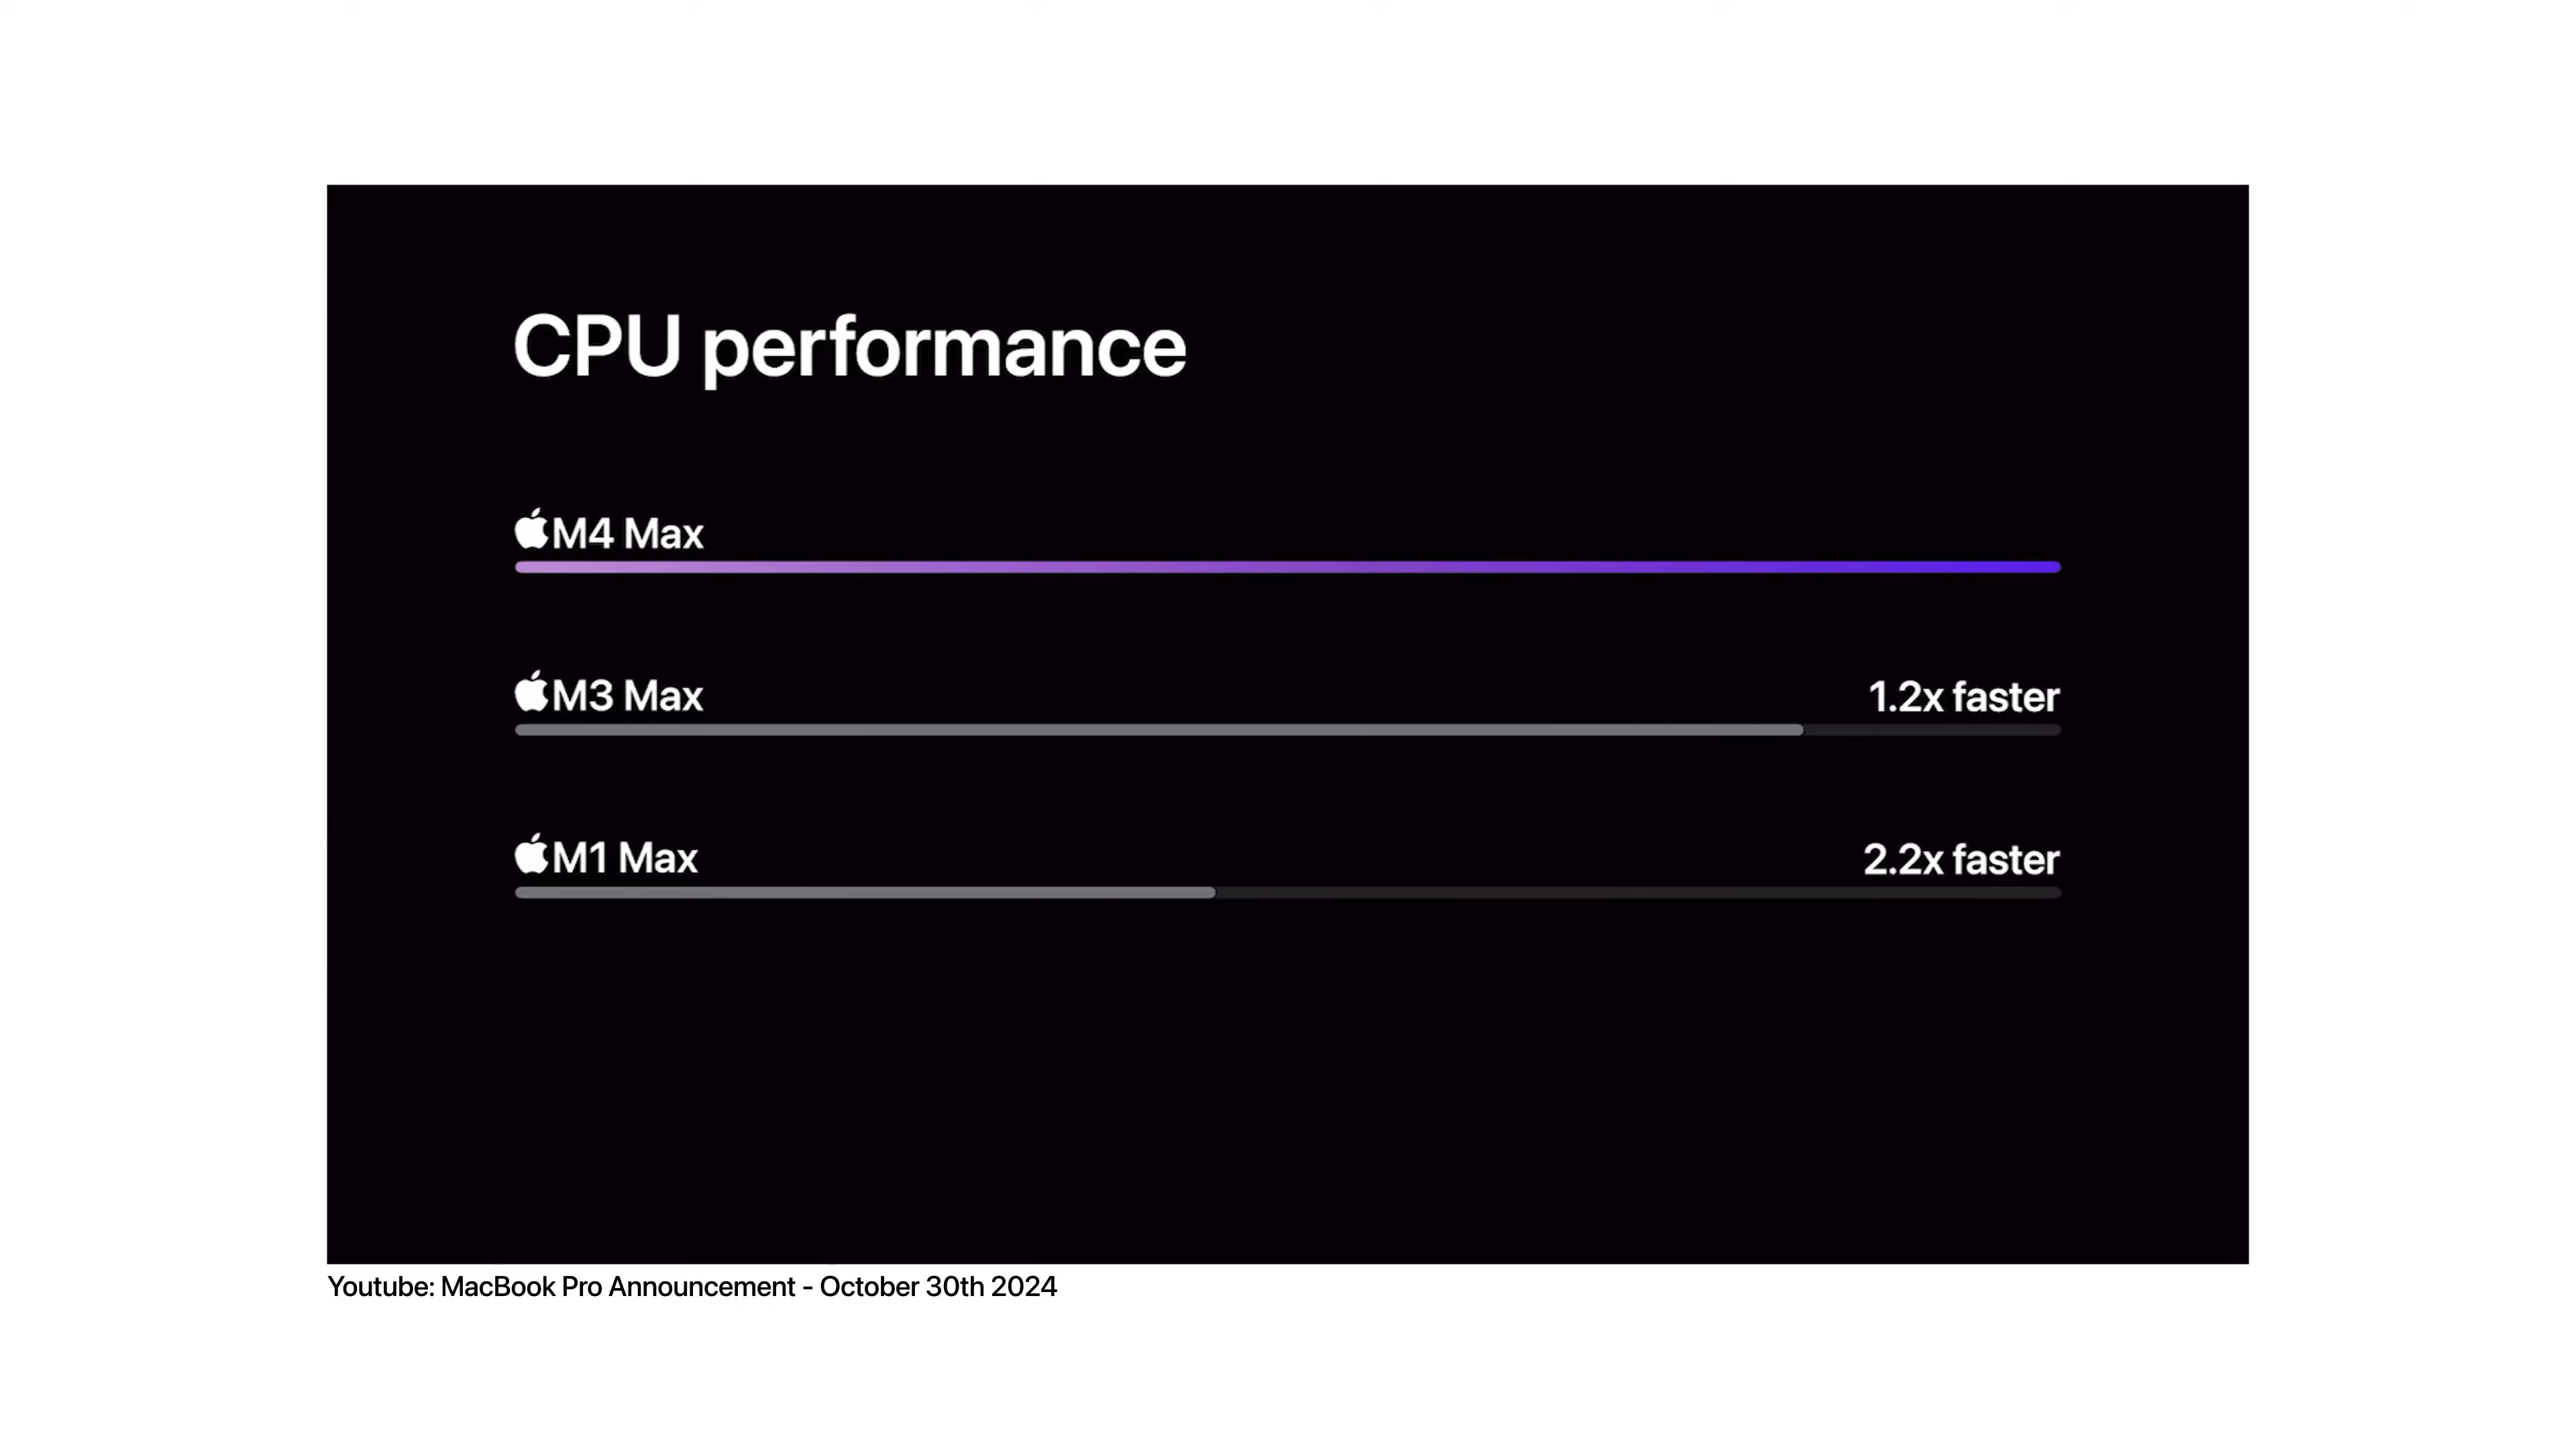 CPU performance
M4 Max
M3 Max
1.2x faster
M1 Max
2.2x faster
Youtube: MacBook Pro Announcement - October 30th 2024